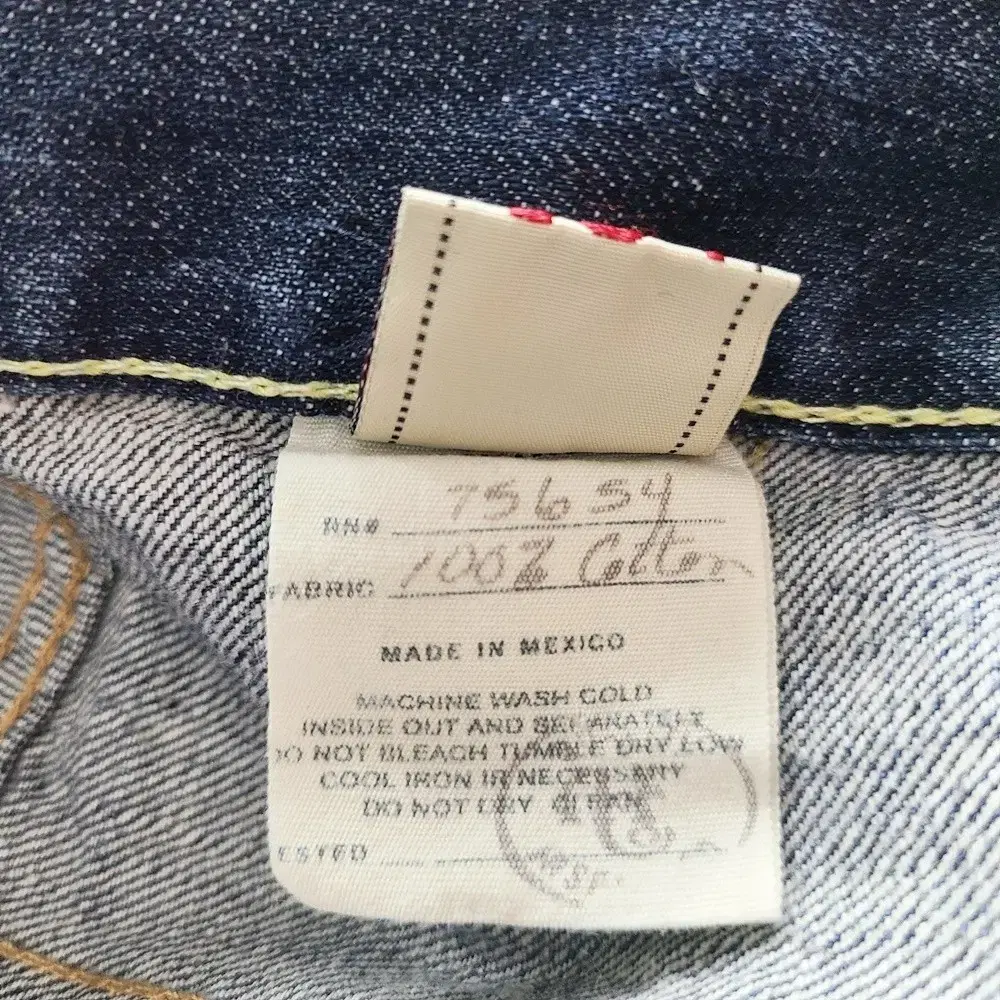 RN# 75654
FABRIC 100% Cotton
MADE IN MEXICO
MACHINE WASH COLD
INSIDE OUT AND SEPARATELY
DO NOT BLEACH TUMBLE DRY LOW
COOL IRON IF NECESSARY
DO NOT DRY CLEAN
ESTED